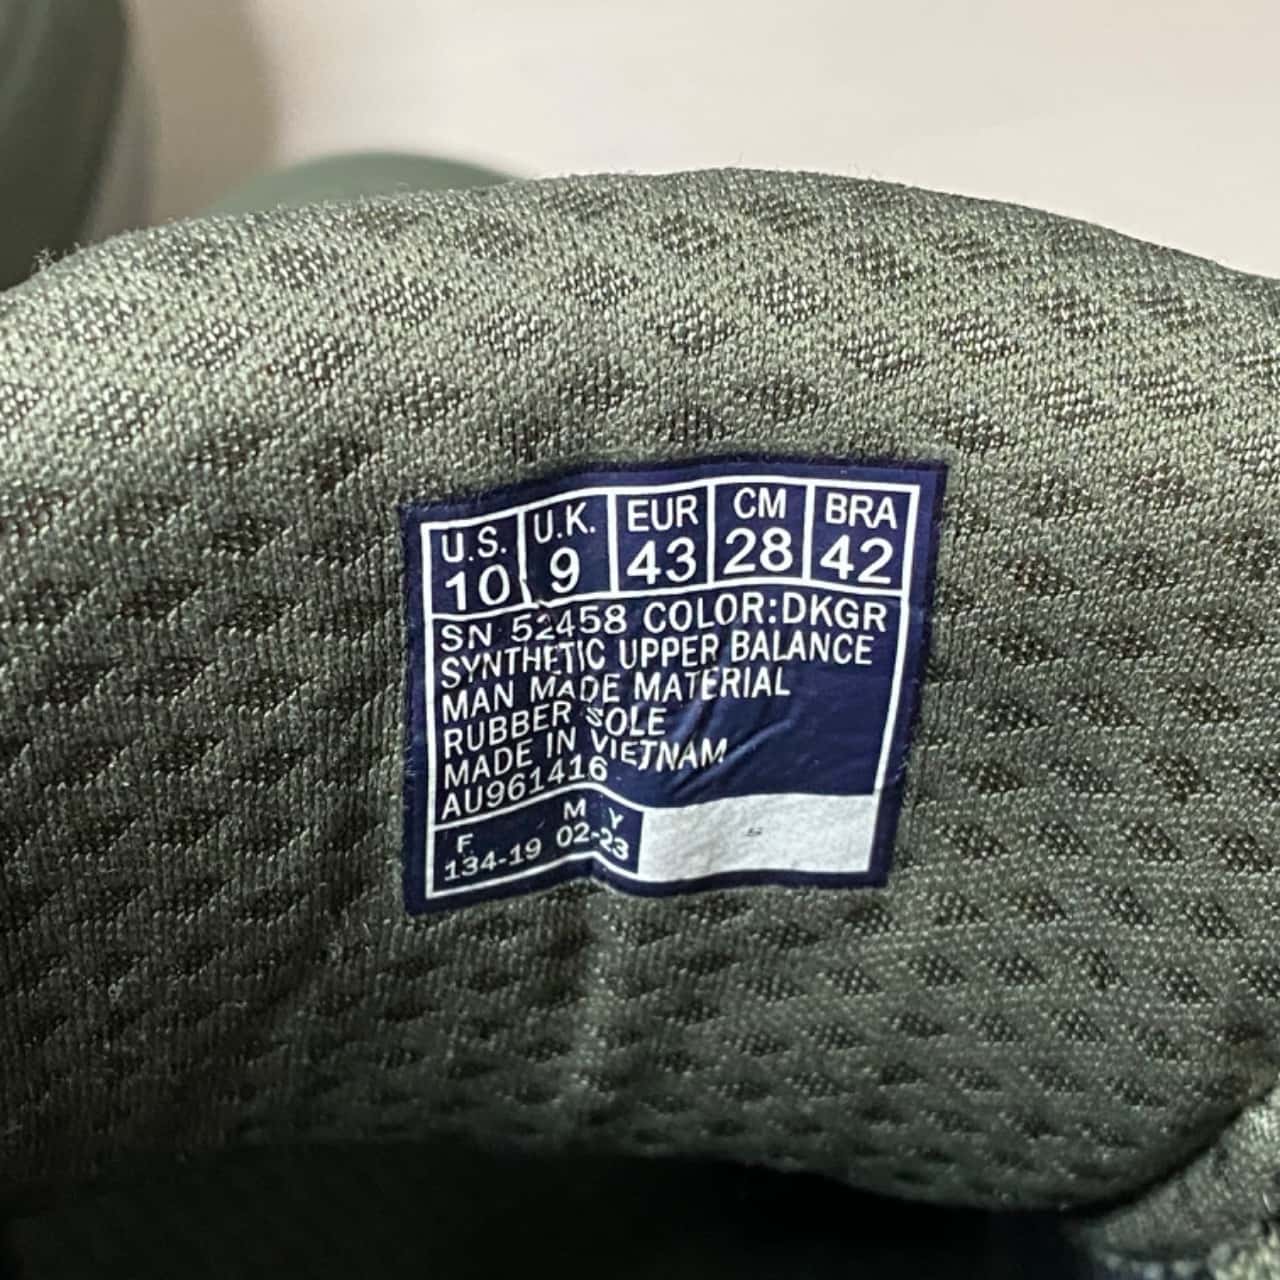 U.S. U.K. EUR CM BRA
10 9 43 28 42
SN 52458 COLOR:DKGR
SYNTHETIC UPPER BALANCE
MAN MADE MATERIAL
RUBBER SOLE
MADE IN VIETNAM
AU961416
F M Y
134-19 02-23